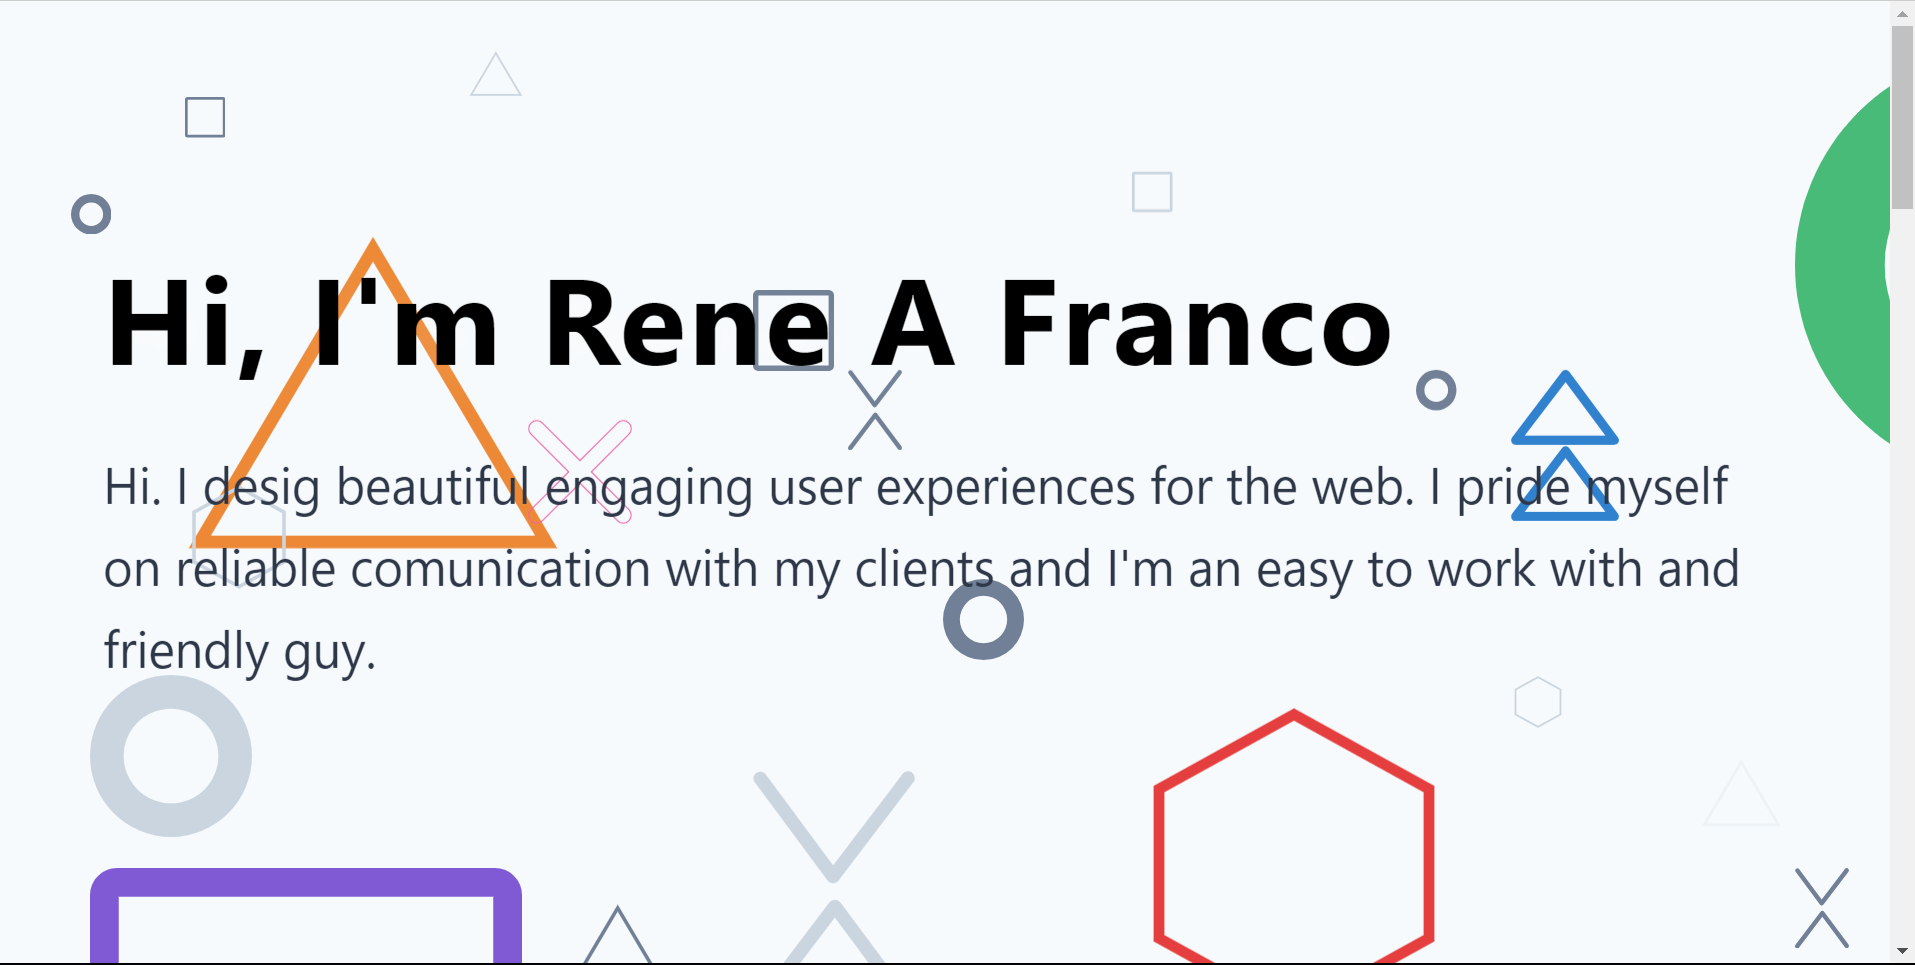 Hi, I'm Rene A Franco
Hi. I desig beautiful engaging user experiences for the web. I pride myself
on reliable comunication with my clients and I'm an easy to work with and
friendly guy.